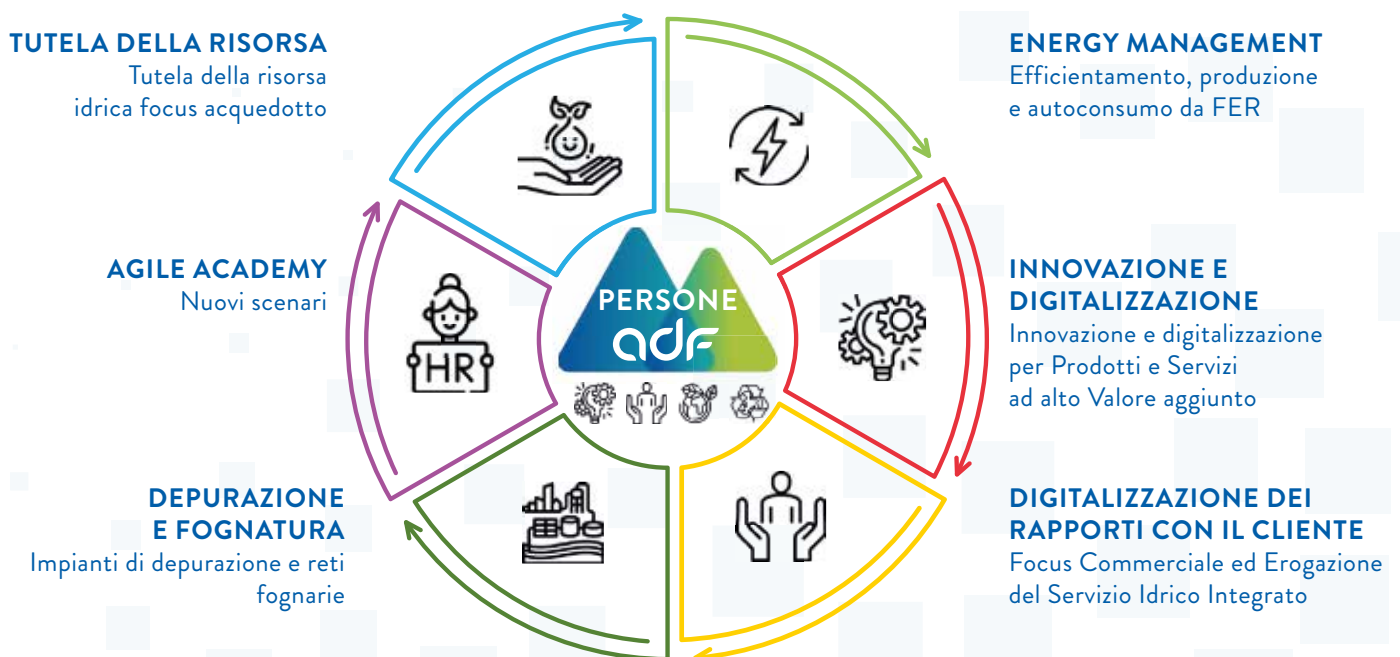 TUTELA DELLA RISORSA
Tutela della risorsa
idrica focus acquedotto
ENERGY MANAGEMENT
Efficientamento, produzione
e autoconsumo da FER
AGILE ACADEMY
Nuovi scenari
HR
PERSONE
adf
INNOVAZIONE E
DIGITALIZZAZIONE
Innovazione e digitalizzazione
per Prodotti e Servizi
ad alto Valore aggiunto
DEPURAZIONE
E FOGNATURA
Impianti di depurazione e reti
fognarie
DIGITALIZZAZIONE DEI
RAPPORTI CON IL CLIENTE
Focus Commerciale ed Erogazione
del Servizio Idrico Integrato